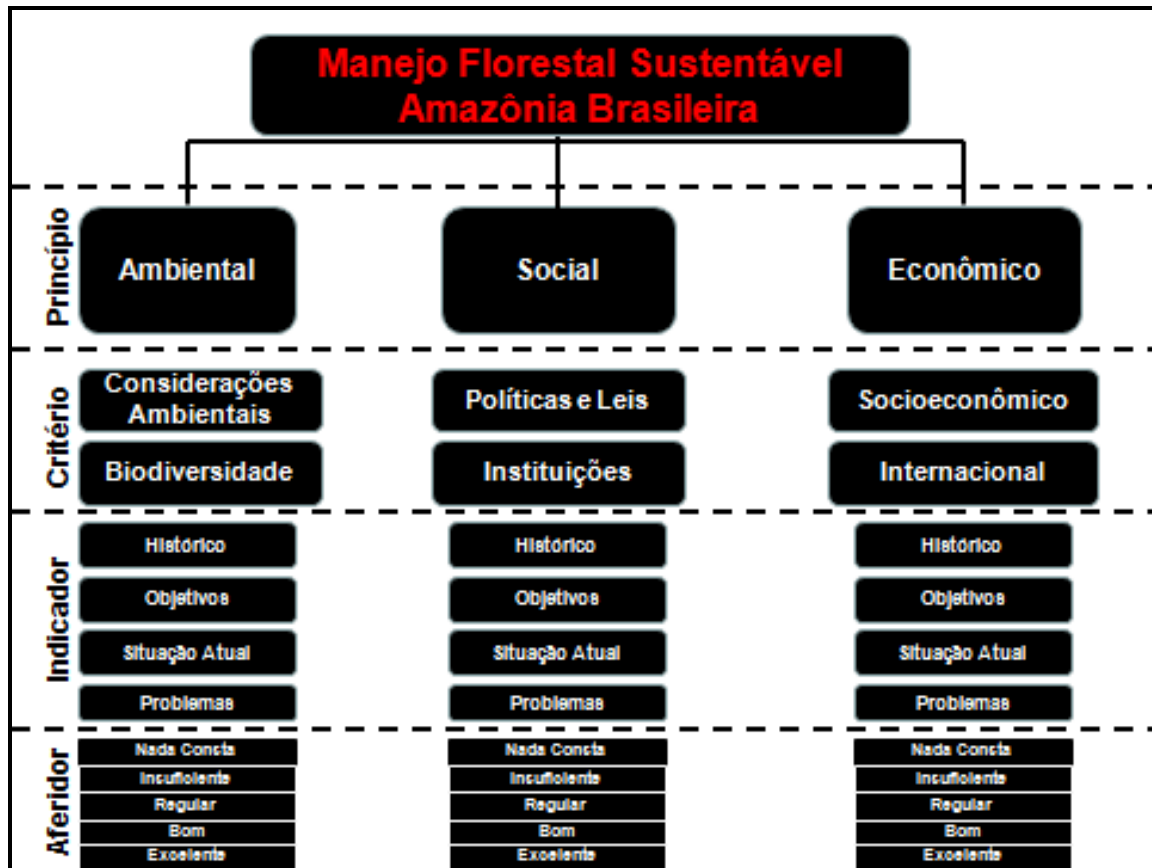 Manejo Florestal Sustentável
Amazônia Brasileira
Princípio
Ambiental
Social
Econômico
Critério
Considerações
Ambientais
Políticas e Leis
Socioeconômico
Biodiversidade
Instituições
Internacional
Indicador
Histórico
Histórico
Histórico
Objetivos
Objetivos
Objetivos
Situação Atual
Situação Atual
Situação Atual
Problemas
Problemas
Problemas
Aferidor
Nada Consta
Nada Consta
Nada Consta
Insuficiente
Insuficiente
Insuficiente
Regular
Regular
Regular
Bom
Bom
Bom
Excelente
Excelente
Excelente